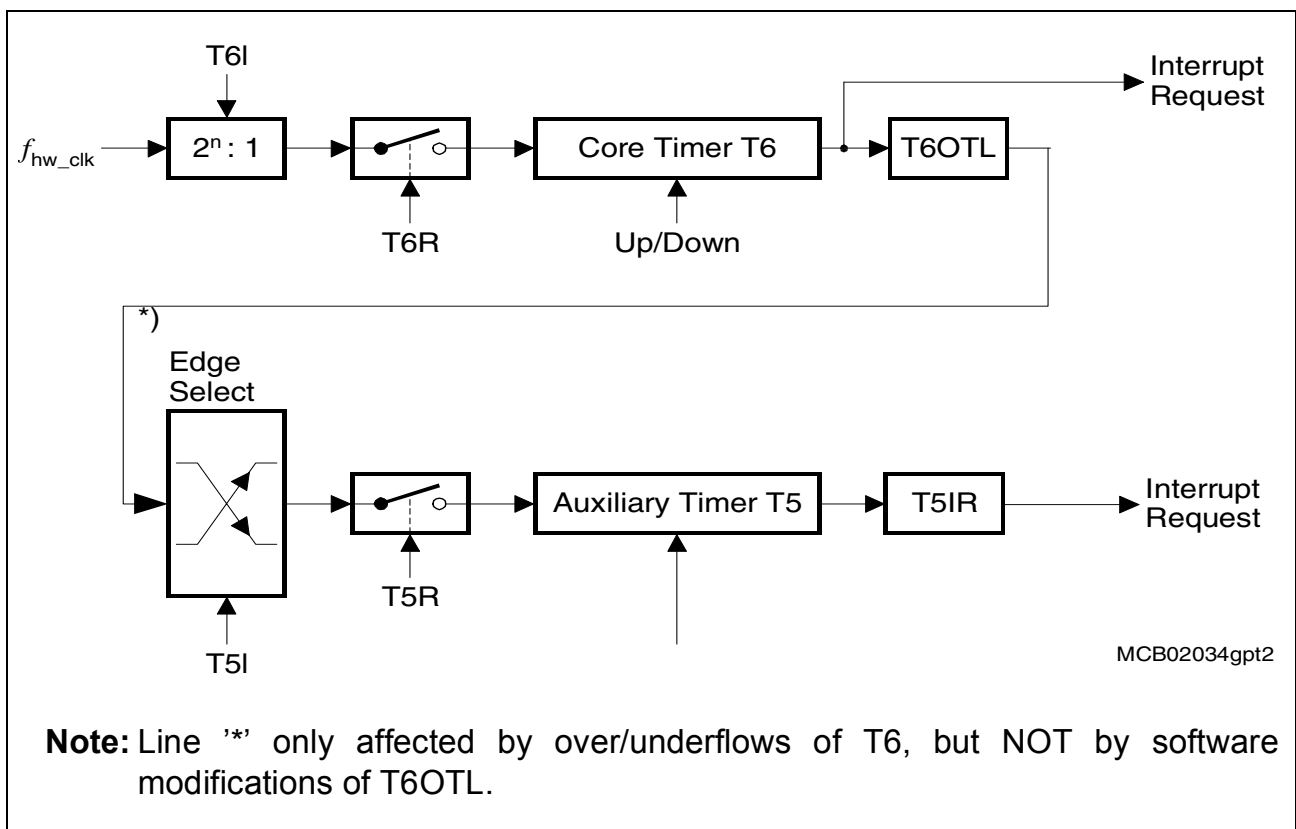 T6I
Interrupt
Request
f hw_clk
2ⁿ : 1
Core Timer T6
T6OTL
T6R
Up/Down
*)
Edge
Select
Auxiliary Timer T5
T5IR
Interrupt
Request
T5R
T5I
MCB02034gpt2
Note: Line ’*’ only affected by over/underflows of T6, but NOT by software
modifications of T6OTL.